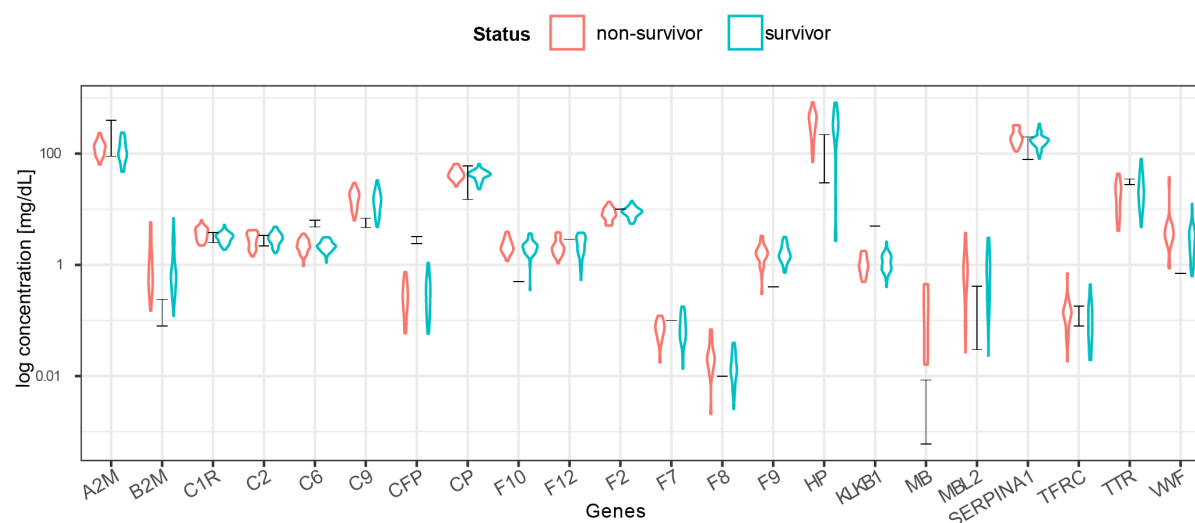 Status non-survivor survivor
log concentration [mg/dL]
100
1
0.01
A2M B2M C1R C2 C6 C9 CFP CP F10 F12 F2 F7 F8 F9 HP KLKB1 MB MBL2 SERPINA1 TFRC TTR VWF
Genes